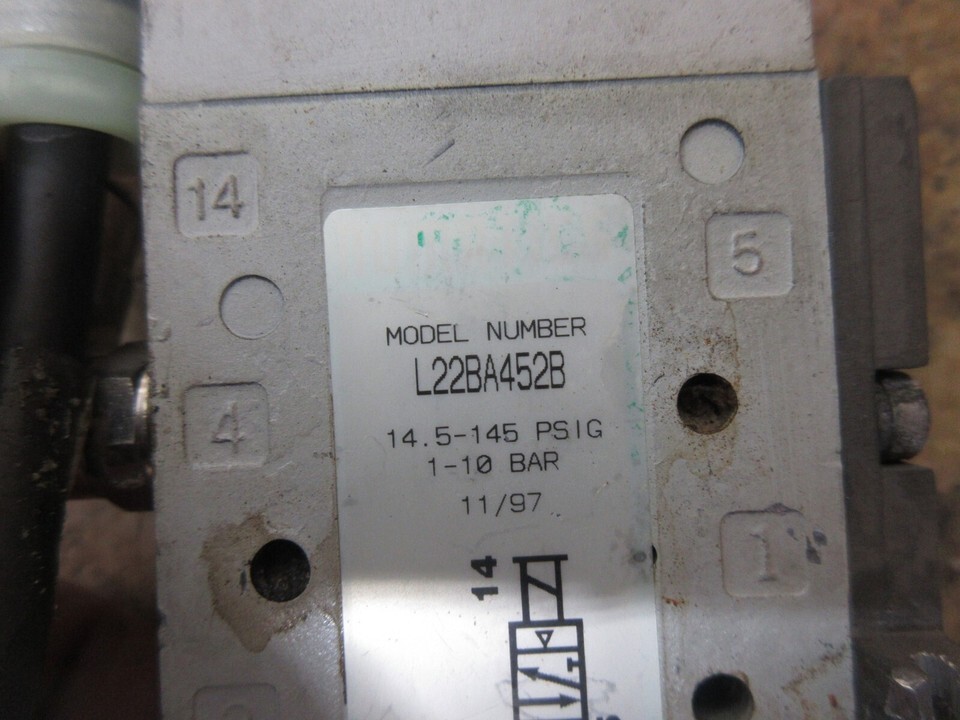 14
5
MODEL NUMBER
L22BA452B
4
14.5-145 PSIG
1-10 BAR
11/97
1
14